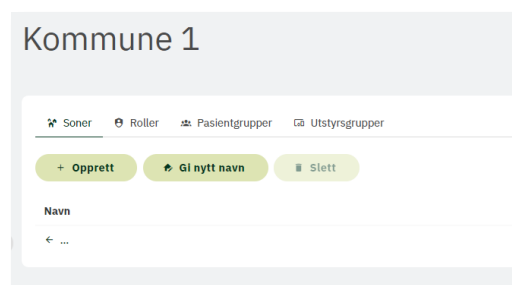 Kommune 1
Soner Roller Pasientgrupper Utstyrsgrupper
+ Opprett Gi nytt navn Slett
Navn
← ...